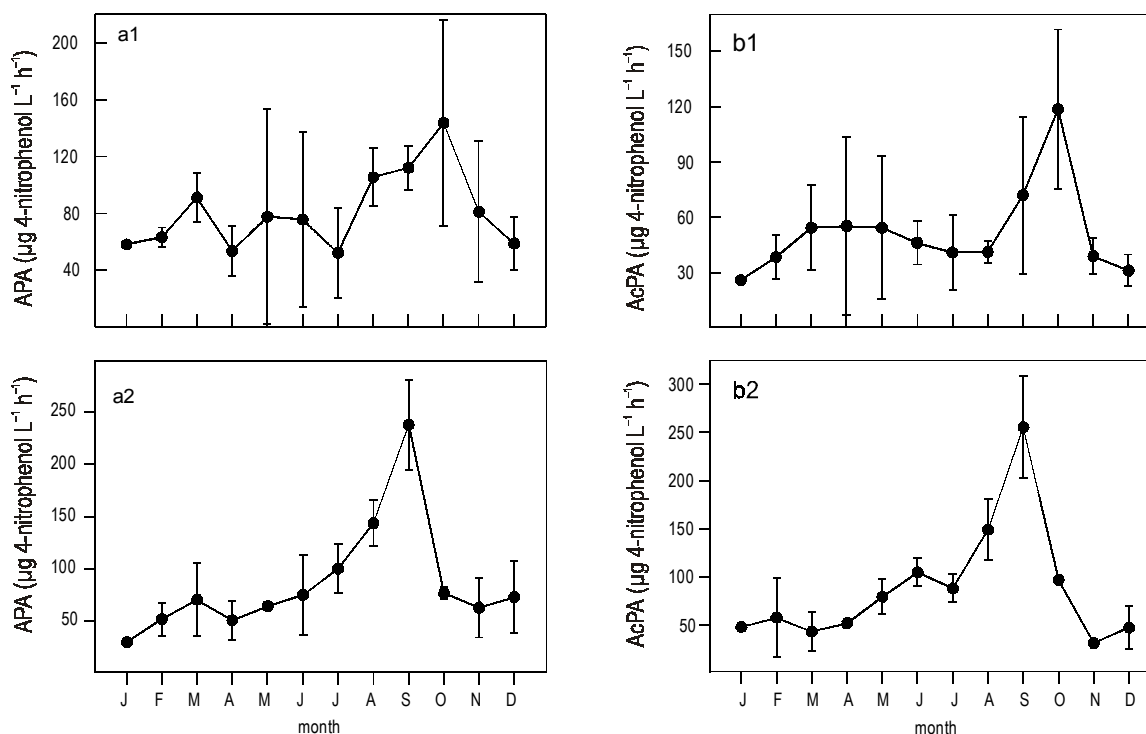 a1
200
160
120
80
40
APA (µg 4-nitrophenol L⁻¹ h⁻¹)
b1
150
120
90
60
30
AcPA (µg 4-nitrophenol L⁻¹ h⁻¹)
a2
250
200
150
100
50
APA (µg 4-nitrophenol L⁻¹ h⁻¹)
J F M A M J J A S O N D
month
b2
300
250
200
150
100
50
AcPA (µg 4-nitrophenol L⁻¹ h⁻¹)
J F M A M J J A S O N D
month